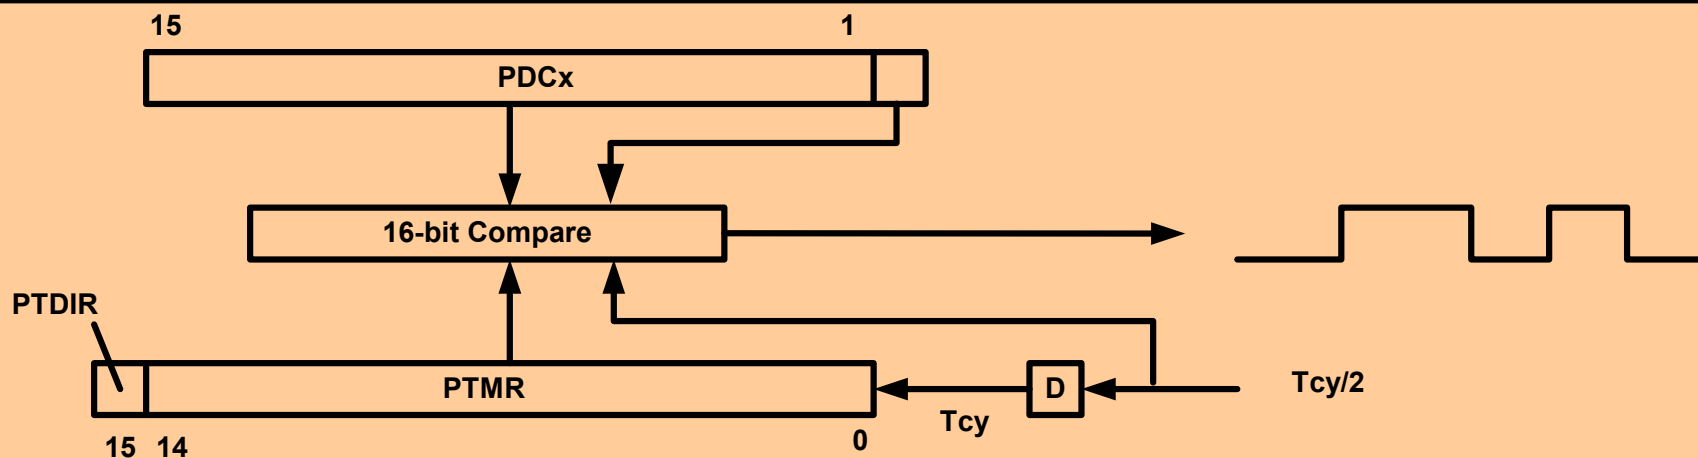 15 1
PDCx
16-bit Compare
PTDIR
PTMR D Tcy/2
Tcy
15 14 0